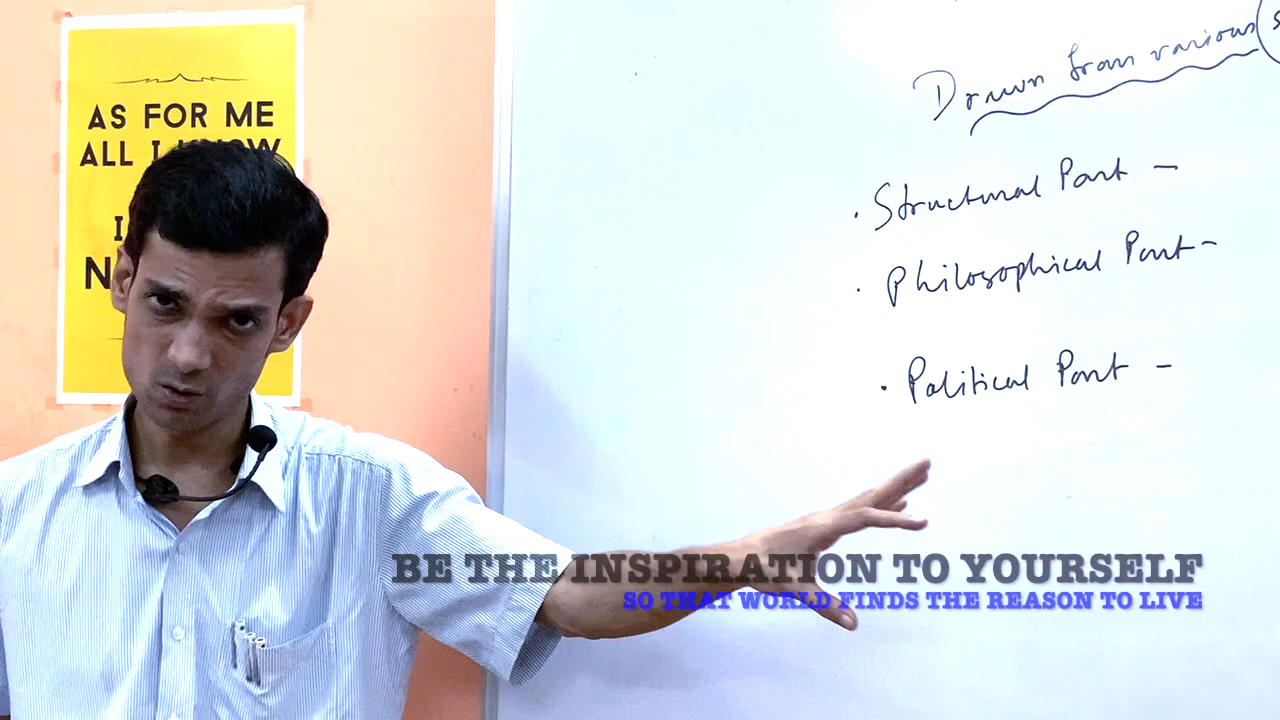 AS FOR ME
ALL I KNOW
I
N
Drawn from various (s
· Structural Part –
· Philosophical Part –
· Political Part –
BE THE INSPIRATION TO YOURSELF
SO THAT WORLD FINDS THE REASON TO LIVE